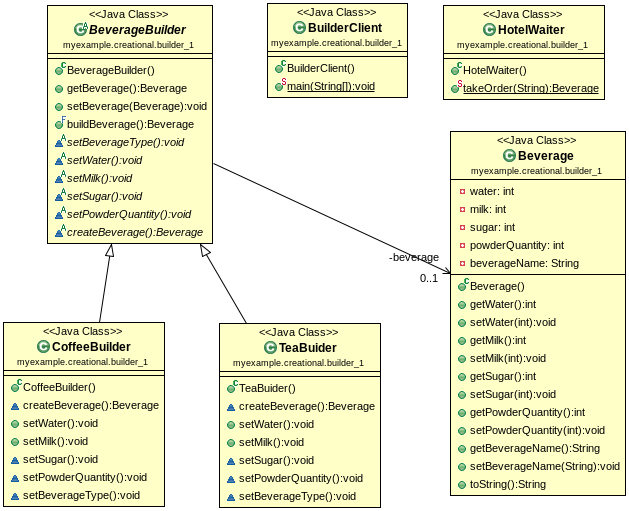 <<Java Class>>
BeverageBuilder
myexample.creational.builder_1
BeverageBuilder()
getBeverage():Beverage
setBeverage(Beverage):void
buildBeverage():Beverage
setBeverageType():void
setWater():void
setMilk():void
setSugar():void
setPowderQuantity():void
createBeverage():Beverage
<<Java Class>>
BuilderClient
myexample.creational.builder_1
BuilderClient()
main(String[]):void
<<Java Class>>
HotelWaiter
myexample.creational.builder_1
HotelWaiter()
takeOrder(String):Beverage
<<Java Class>>
Beverage
myexample.creational.builder_1
water: int
milk: int
sugar: int
powderQuantity: int
beverageName: String
Beverage()
getWater():int
setWater(int):void
getMilk():int
setMilk(int):void
getSugar():int
setSugar(int):void
getPowderQuantity():int
setPowderQuantity(int):void
getBeverageName():String
setBeverageName(String):void
toString():String
-beverage
0..1
<<Java Class>>
CoffeeBuilder
myexample.creational.builder_1
CoffeeBuilder()
createBeverage():Beverage
setWater():void
setMilk():void
setSugar():void
setPowderQuantity():void
setBeverageType():void
<<Java Class>>
TeaBuider
myexample.creational.builder_1
TeaBuider()
createBeverage():Beverage
setWater():void
setMilk():void
setSugar():void
setPowderQuantity():void
setBeverageType():void